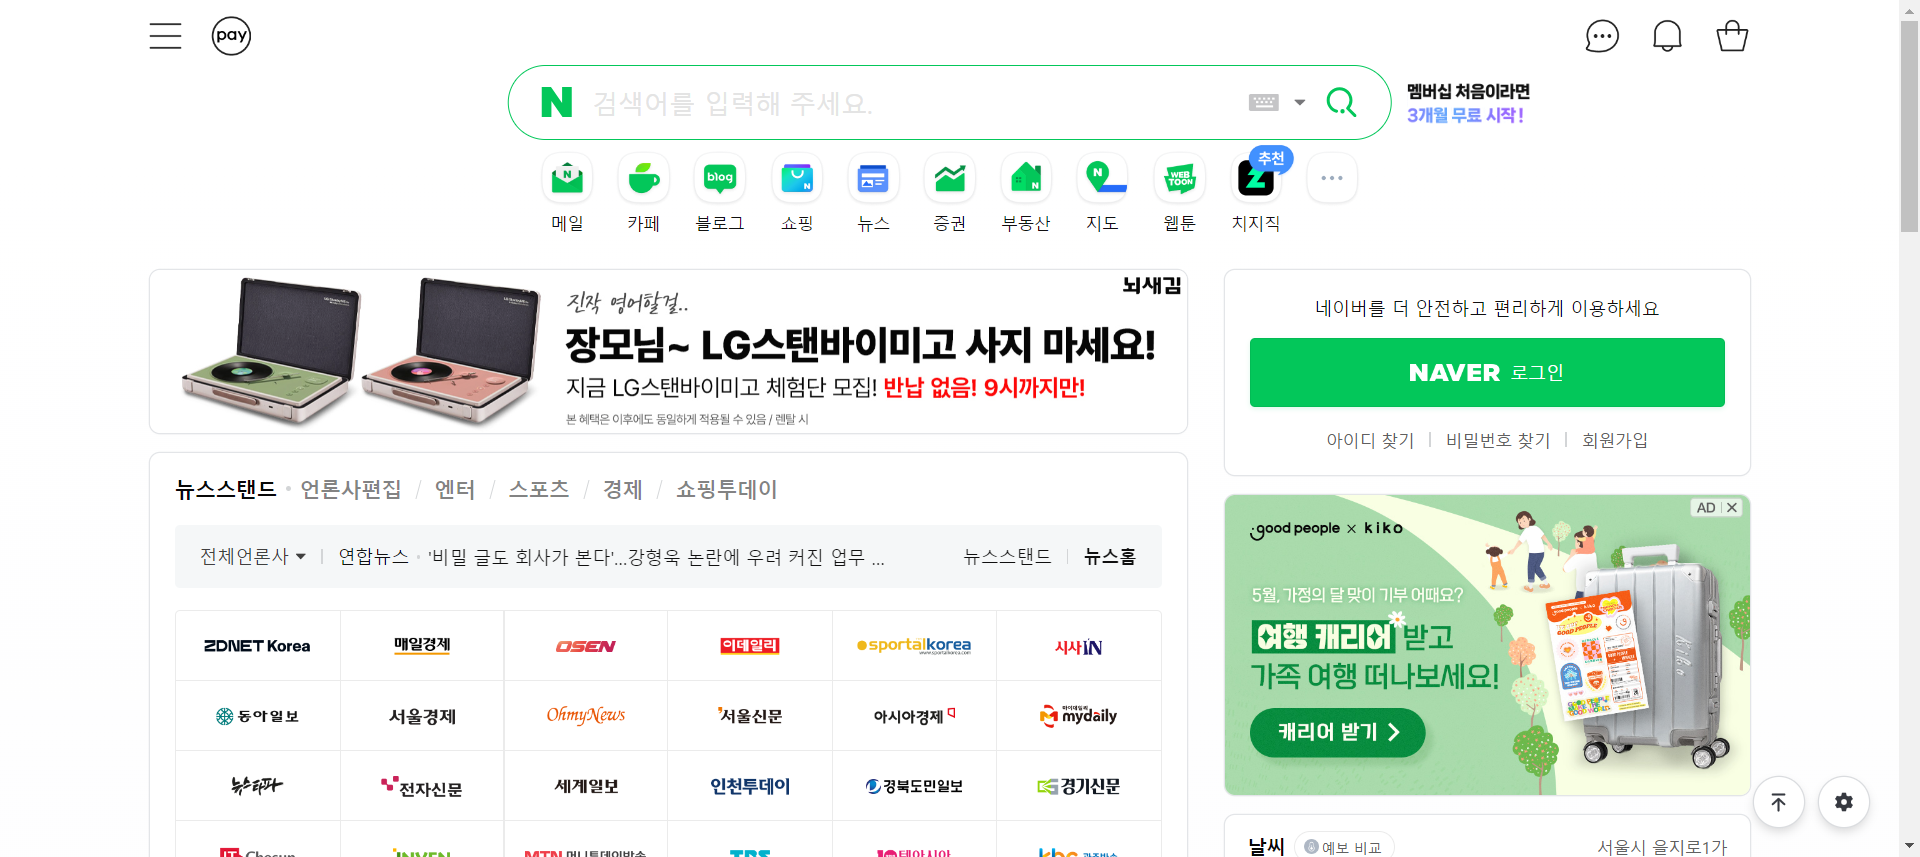 pay
N 검색어를 입력해 주세요.
멤버십 처음이라면
3개월 무료 시작!
추천
메일 카페 블로그 쇼핑 뉴스 증권 부동산 지도 웹툰 치지직
뇌새김
진작 영어할걸..
장모님~ LG스탠바이미고 사지 마세요!
지금 LG스탠바이미고 체험단 모집! 반납 없음! 9시까지만!
본 혜택은 이후에도 동일하게 적용될 수 있음 / 렌탈 시
네이버를 더 안전하고 편리하게 이용하세요
NAVER 로그인
아이디 찾기 비밀번호 찾기 회원가입
뉴스스탠드 언론사편집 / 엔터 / 스포츠 / 경제 / 쇼핑투데이
전체언론사 연합뉴스 '비밀 글도 회사가 본다'...강형욱 논란에 우려 커진 업무 ... 뉴스스탠드 뉴스홈
ZDNET Korea 매일경제 OSEN 이데일리 sportalkorea 시사IN
www.sportalkorea.com
동아일보 서울경제 OhmyNews 서울신문 아시아경제 마이데일리 mydaily
뉴스타파 전자신문 세계일보 인천투데이 경북도민일보 경기신문
IT Chosun INVEN MTN 머니투데이방송 TBS 10텐아시아 kbc 광주방송
AD
good people × kiko
5월, 가정의 달 맞이 기부 어때요?
여행 캐리어 받고
가족 여행 떠나보세요!
캐리어 받기
kiko
날씨 예보 비교 서울시 을지로1가